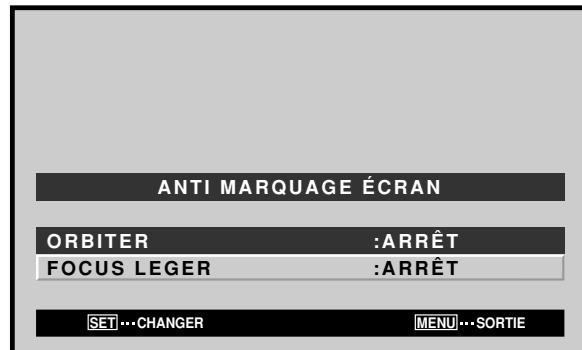 ANTI MARQUAGE ÉCRAN
ORBITER :ARRÊT
FOCUS LEGER :ARRÊT
SET···CHANGER MENU···SORTIE